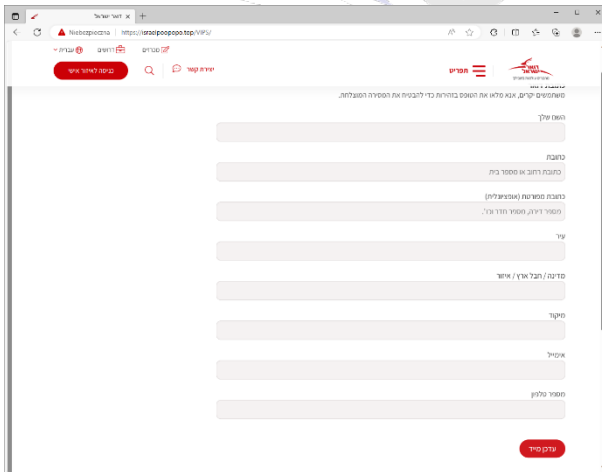 דואר ישראל
Niebezpieczna
https://israelpoopopo.top/VIPS/
מכרזים
דרושים
עברית
דואר
ישראל
תפריט
יצירת קשר
כניסה לאיזור אישי
משתמשים יקרים, אנא מלאו את הטופס בזהירות כדי להבטיח את המסירה המוצלחת.
השם שלך
כתובת
כתובת רחוב או מספר בית
כתובת מפורטת (אופציונלית)
מספר דירה, מספר חדר וכו'.
עיר
מדינה / חבל ארץ / איזור
מיקוד
אימייל
מספר טלפון
עדכן מייד